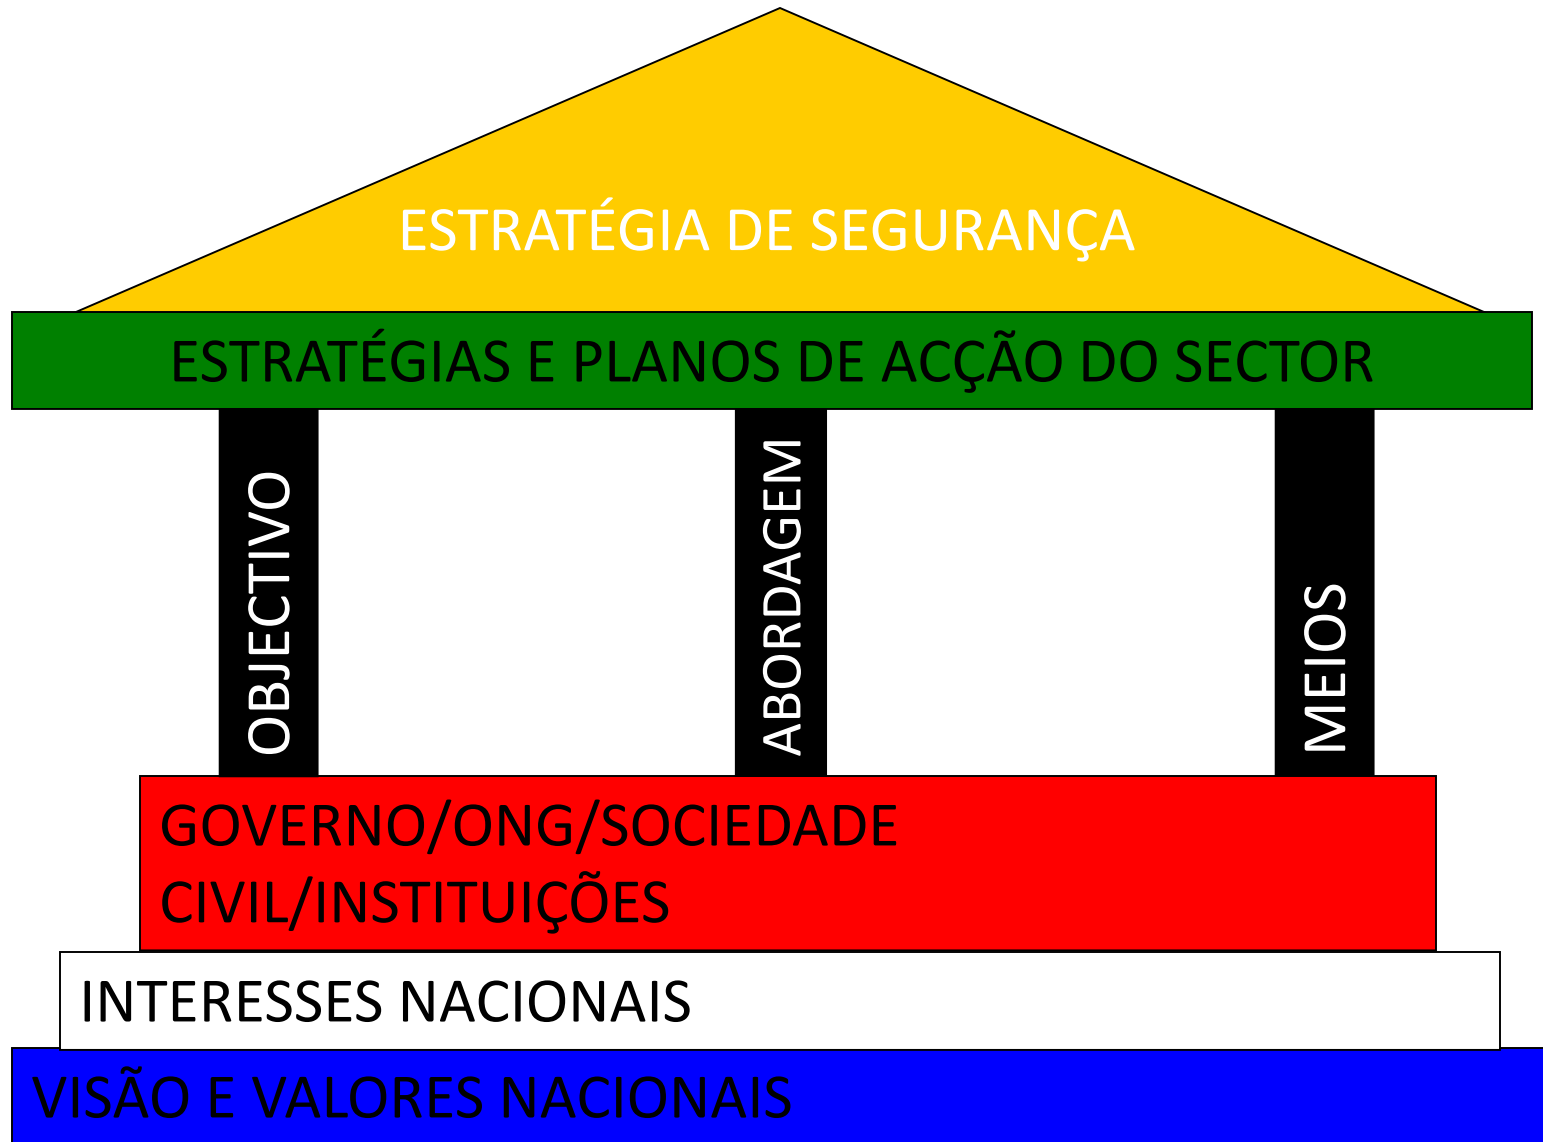 ESTRATÉGIA DE SEGURANÇA
ESTRATÉGIAS E PLANOS DE ACÇÃO DO SECTOR
OBJECTIVO
ABORDAGEM
MEIOS
GOVERNO/ONG/SOCIEDADE
CIVIL/INSTITUIÇÕES
INTERESSES NACIONAIS
VISÃO E VALORES NACIONAIS